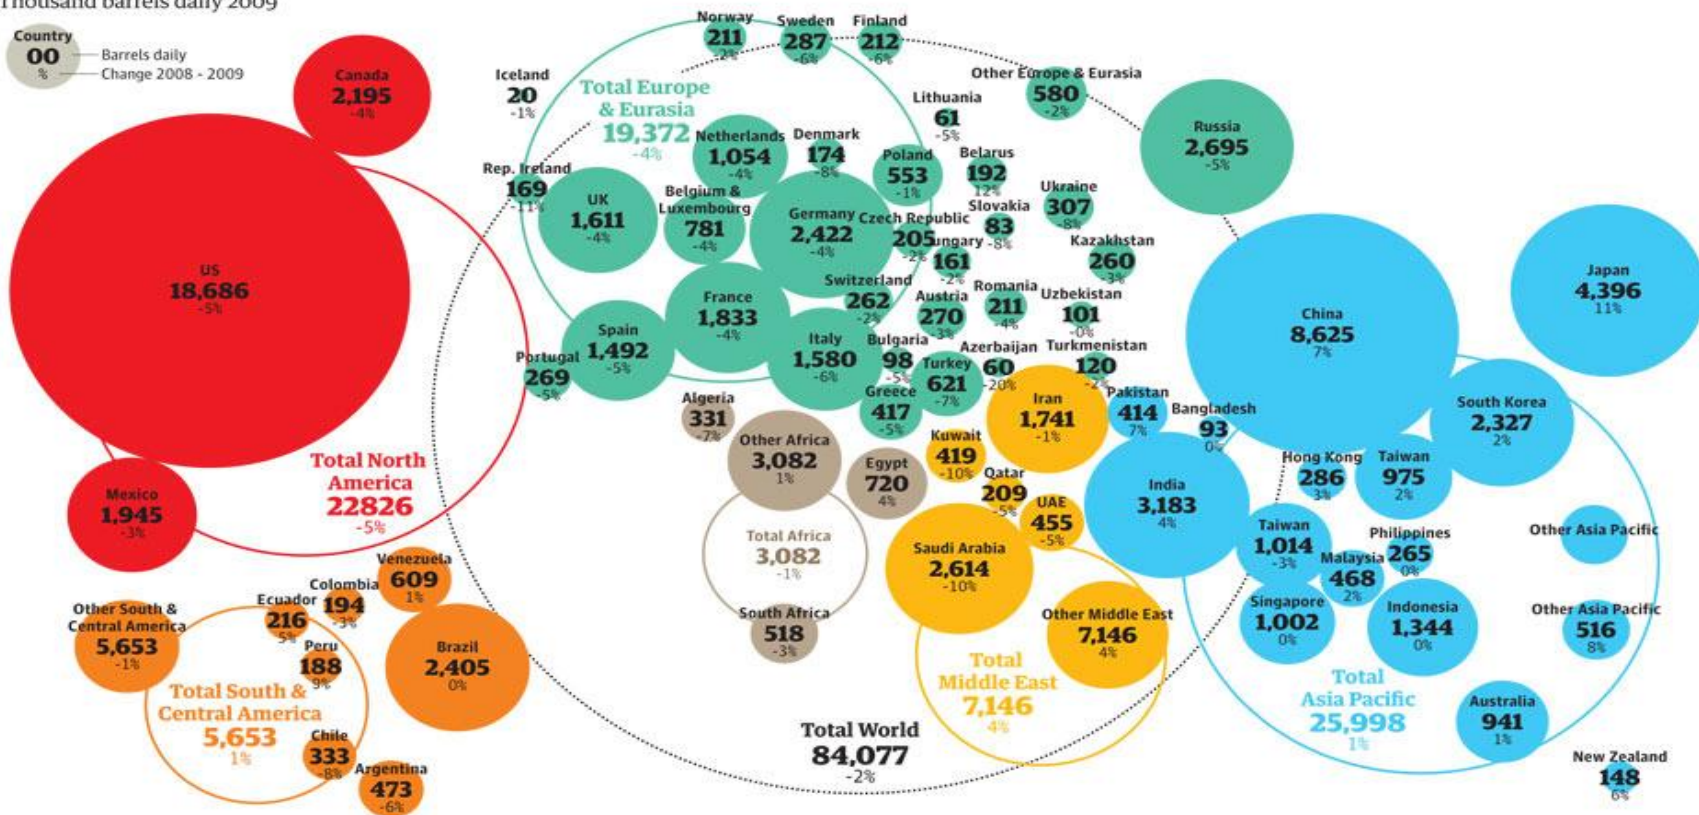 Thousand barrels daily 2009
Country
00
%
Barrels daily
Change 2008 - 2009
Canada
2,195
-4%
US
18,686
-5%
Mexico
1,945
-3%
Total North
America
22826
-5%
Other South &
Central America
5,653
-1%
Ecuador
216
5%
Colombia
194
-3%
Venezuela
609
1%
Peru
188
9%
Brazil
2,405
0%
Total South &
Central America
5,653
1%
Chile
333
-8%
Argentina
473
-6%
Iceland
20
-1%
Norway
211
-2%
Sweden
287
-6%
Finland
212
-6%
Total Europe
& Eurasia
19,372
-4%
Netherlands
1,054
-4%
Denmark
174
-8%
Poland
553
-1%
Lithuania
61
-5%
Other Europe & Eurasia
580
-2%
Russia
2,695
-5%
Rep. Ireland
169
-11%
UK
1,611
-4%
Belgium &
Luxembourg
781
-4%
Germany
2,422
-4%
Czech Republic
205
-2%
Belarus
192
12%
Slovakia
83
-8%
Ukraine
307
-8%
ungary
161
-2%
Kazakhstan
260
-3%
Switzerland
262
-2%
Austria
270
-3%
Romania
211
-4%
Uzbekistan
101
-0%
France
1,833
-4%
Spain
1,492
-5%
Portugal
269
-5%
Italy
1,580
-6%
Bulgaria
98
-5%
Turkey
621
-7%
Azerbaijan
60
-20%
Turkmenistan
120
-2%
Greece
417
-5%
Algeria
331
-7%
Other Africa
3,082
1%
Egypt
720
4%
Total Africa
3,082
-1%
South Africa
518
-3%
Kuwait
419
-10%
Iran
1,741
-1%
Qatar
209
-5%
UAE
455
-5%
Saudi Arabia
2,614
-10%
Other Middle East
7,146
4%
Total
Middle East
7,146
4%
Total World
84,077
-2%
Pakistan
414
7%
Bangladesh
93
0%
India
3,183
4%
China
8,625
7%
Japan
4,396
11%
South Korea
2,327
2%
Hong Kong
286
3%
Taiwan
975
2%
Taiwan
1,014
-3%
Malaysia
468
2%
Philippines
265
0%
Other Asia Pacific
Singapore
1,002
0%
Indonesia
1,344
0%
Other Asia Pacific
516
8%
Total
Asia Pacific
25,998
1%
Australia
941
1%
New Zealand
148
6%